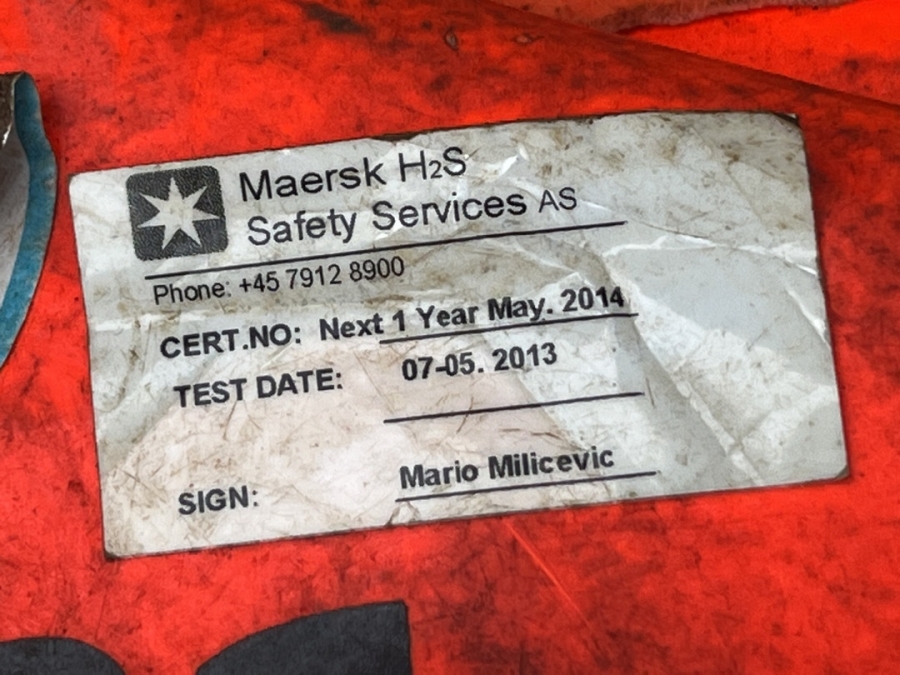 Maersk H₂S
Safety Services AS
Phone: +45 7912 8900
CERT.NO: Next 1 Year May. 2014
TEST DATE: 07-05. 2013
SIGN: Mario Milicevic